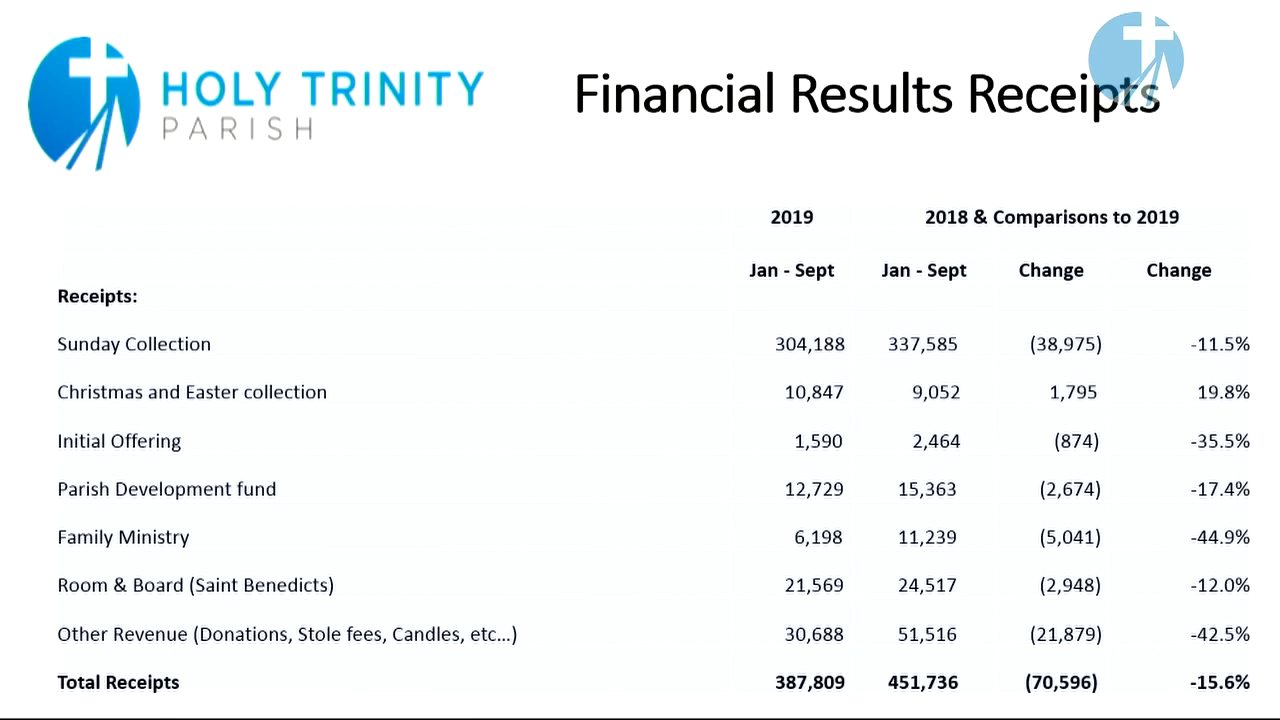 HOLY TRINITY
PARISH
Financial Results Receipts
2019 2018 & Comparisons to 2019
Jan - Sept Jan - Sept Change Change
Receipts:
Sunday Collection 304,188 337,585 (38,975) -11.5%
Christmas and Easter collection 10,847 9,052 1,795 19.8%
Initial Offering 1,590 2,464 (874) -35.5%
Parish Development fund 12,729 15,363 (2,674) -17.4%
Family Ministry 6,198 11,239 (5,041) -44.9%
Room & Board (Saint Benedicts) 21,569 24,517 (2,948) -12.0%
Other Revenue (Donations, Stole fees, Candles, etc...) 30,688 51,516 (21,879) -42.5%
Total Receipts 387,809 451,736 (70,596) -15.6%